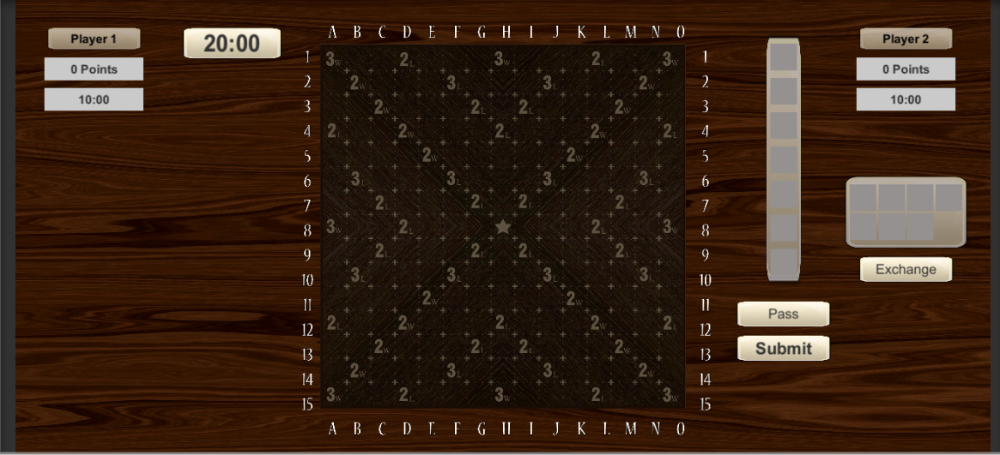 Player 1
0 Points
10:00
20:00
A B C D E F G H I J K L M N O
1 3W 2L 3W 2L 3W 1
2 2W 3L 3L 2W 2
3 2W 2L 2L 2W 3
4 2L 2W 2L 2W 2L 4
5 2W 2W 5
6 3L 3L 3L 3L 6
7 2L 2L 2L 2L 7
8 3W 2L 2L 3W 8
9 2L 2L 2L 2L 9
10 3L 3L 3L 3L 10
11 2W 2W 11
12 2L 2W 2L 2W 2L 12
13 2W 2L 2L 2W 13
14 2W 3L 3L 2W 14
15 3W 2L 3W 2L 3W 15
A B C D E F G H I J K L M N O
Player 2
0 Points
10:00
Exchange
Pass
Submit